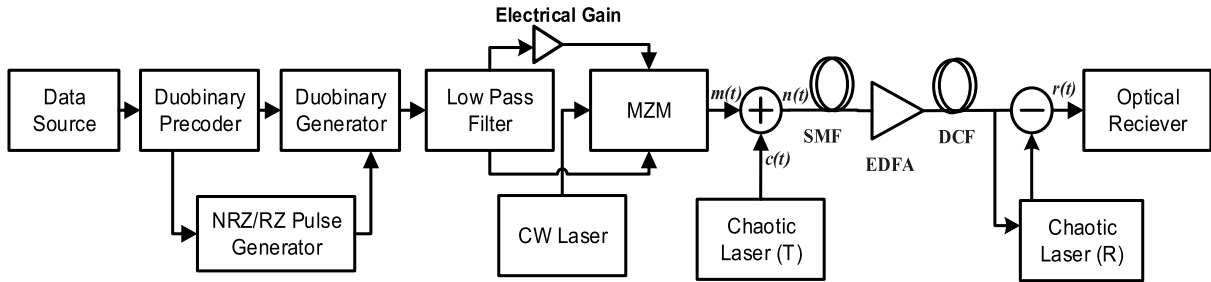 Electrical Gain
Data
Source
Duobinary
Precoder
Duobinary
Generator
Low Pass
Filter
MZM
m(t)
n(t)
c(t)
SMF
EDFA
DCF
r(t)
Optical
Reciever
NRZ/RZ Pulse
Generator
CW Laser
Chaotic
Laser (T)
Chaotic
Laser (R)